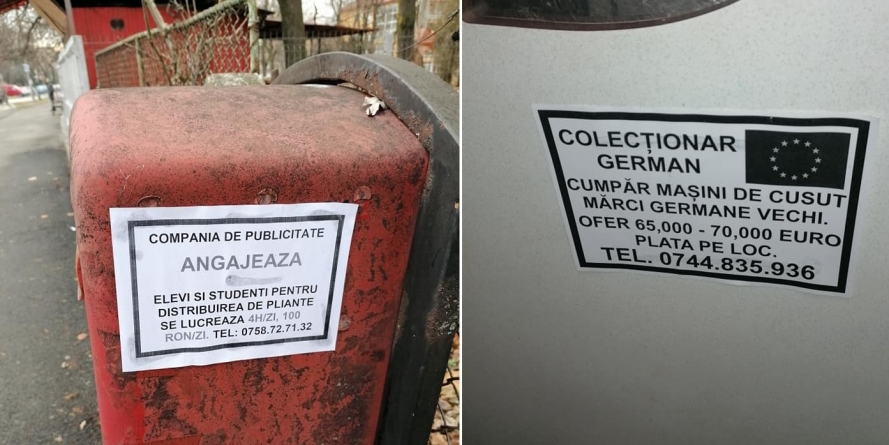 COMPANIA DE PUBLICITATE
ANGAJEAZA
ELEVI SI STUDENTI PENTRU
DISTRIBUIREA DE PLIANTE
SE LUCREAZA 4H/ZI, 100
RON/ZI. TEL: 0758.72.71.32
COLECȚIONAR
GERMAN
CUMPĂR MAȘINI DE CUSUT
MĂRCI GERMANE VECHI.
OFER 65,000 - 70,000 EURO
PLATA PE LOC.
TEL. 0744.835.936